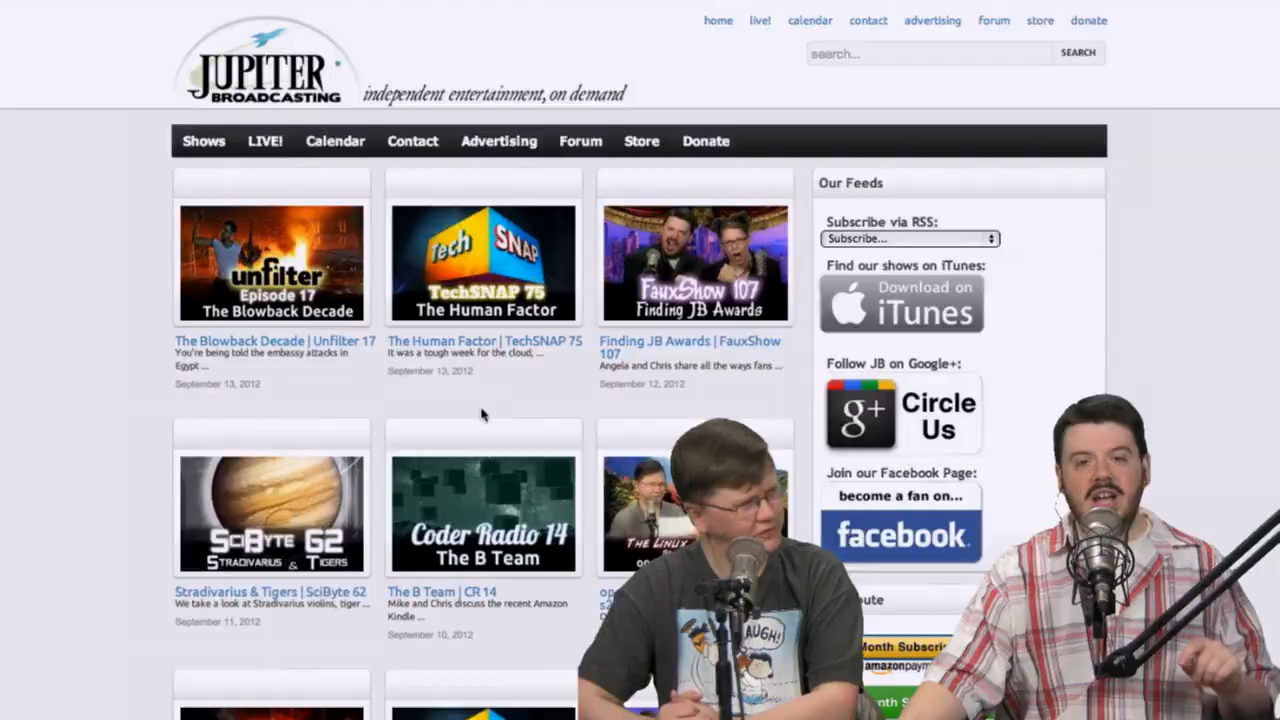 home live! calendar contact advertising forum store donate
search... SEARCH
JUPITER
BROADCASTING
independent entertainment, on demand
Shows LIVE! Calendar Contact Advertising Forum Store Donate
unfilter
Episode 17
The Blowback Decade
The Blowback Decade | Unfilter 17
You're being told the embassy attacks in
Egypt ...
September 13, 2012
Tech SNAP
TechSNAP 75
The Human Factor
The Human Factor | TechSNAP 75
It was a tough week for the cloud, ...
September 13, 2012
FauxShow 107
Finding JB Awards
Finding JB Awards | FauxShow
107
Angela and Chris share all the ways fans ...
September 12, 2012
Our Feeds
Subscribe via RSS:
Subscribe...
Find our shows on iTunes:
Download on
iTunes
Follow JB on Google+:
g+
Circle
Us
Join our Facebook Page:
become a fan on...
facebook.
SciByte 62
Stradivarius & Tigers
Stradivarius & Tigers | SciByte 62
We take a look at Stradivarius violins, tiger ...
September 11, 2012
Coder Radio 14
The B Team
The B Team | CR 14
Mike and Chris discuss the recent Amazon
Kindle ...
September 10, 2012
The Linux
LAUGH!
Month
amazon